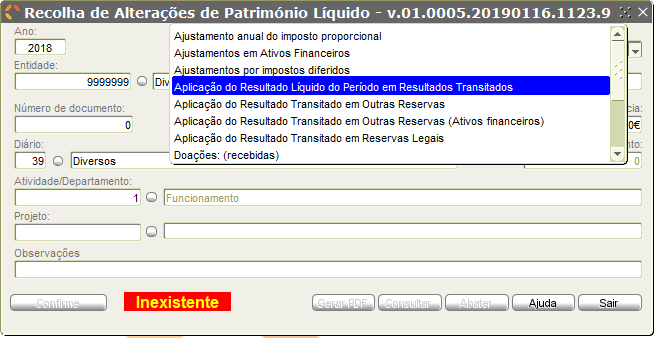 Recolha de Alterações de Património Líquido - v.01.0005.20190116.1123.9
Ano:
2018
Ajustamento anual do imposto proporcional
Ajustamentos em Ativos Financeiros
Entidade:
Ajustamentos por impostos diferidos
9999999
Aplicação do Resultado Líquido do Período em Resultados Transitados
Número de documento:
Aplicação do Resultado Transitado em Outras Reservas
0
Aplicação do Resultado Transitado em Outras Reservas (Ativos financeiros)
0€
Diário:
Aplicação do Resultado Transitado em Reservas Legais
39
Diversos
Doações: (recebidas)
0
Atividade/Departamento:
1
Funcionamento
Projeto:
Observações
Confirme
Inexistente
Gerar PDF
Consultar
Abater
Ajuda
Sair